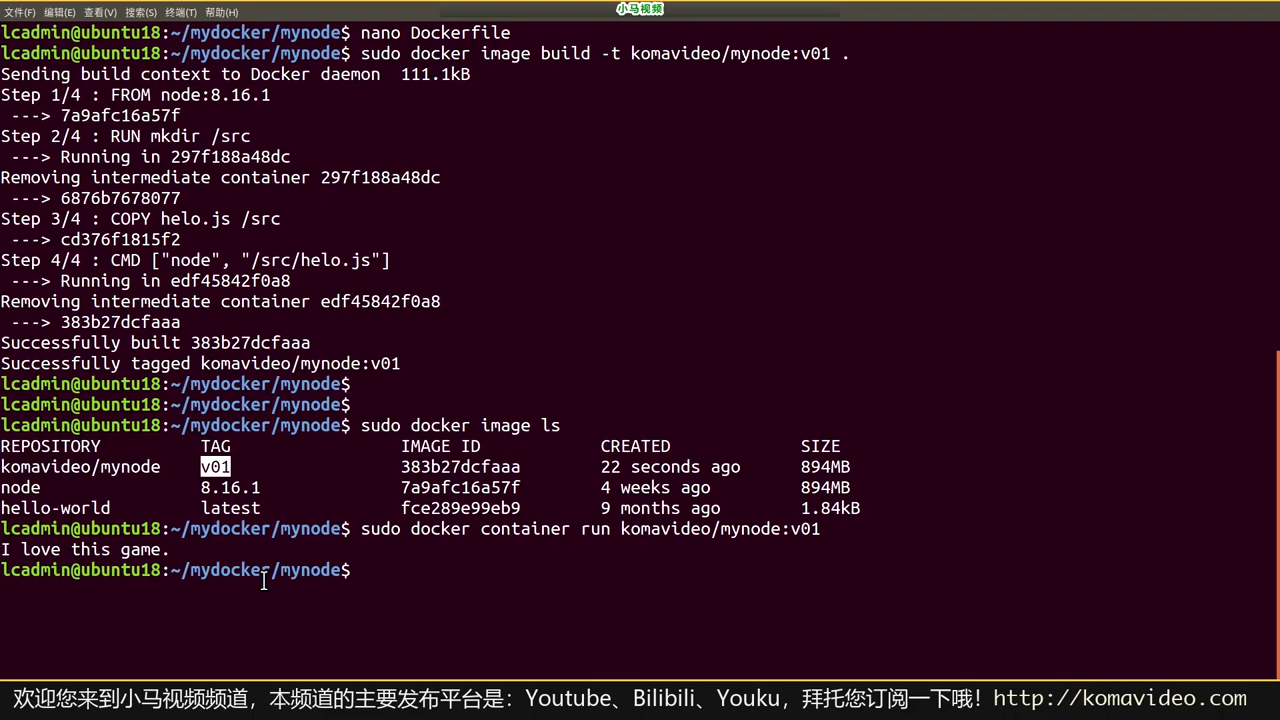 小马视频
文件(F) 编辑(E) 查看(V) 搜索(S) 终端(T) 帮助(H)
lcadmin@ubuntu18:~/mydocker/mynode$ nano Dockerfile
lcadmin@ubuntu18:~/mydocker/mynode$ sudo docker image build -t komavideo/mynode:v01 .
Sending build context to Docker daemon  111.1kB
Step 1/4 : FROM node:8.16.1
 ---> 7a9afc16a57f
Step 2/4 : RUN mkdir /src
 ---> Running in 297f188a48dc
Removing intermediate container 297f188a48dc
 ---> 6876b7678077
Step 3/4 : COPY helo.js /src
 ---> cd376f1815f2
Step 4/4 : CMD ["node", "/src/helo.js"]
 ---> Running in edf45842f0a8
Removing intermediate container edf45842f0a8
 ---> 383b27dcfaaa
Successfully built 383b27dcfaaa
Successfully tagged komavideo/mynode:v01
lcadmin@ubuntu18:~/mydocker/mynode$
lcadmin@ubuntu18:~/mydocker/mynode$
lcadmin@ubuntu18:~/mydocker/mynode$ sudo docker image ls
REPOSITORY          TAG                 IMAGE ID            CREATED             SIZE
komavideo/mynode    v01                 383b27dcfaaa        22 seconds ago      894MB
node                8.16.1              7a9afc16a57f        4 weeks ago         894MB
hello-world         latest              fce289e99eb9        9 months ago        1.84kB
lcadmin@ubuntu18:~/mydocker/mynode$ sudo docker container run komavideo/mynode:v01
I love this game.
lcadmin@ubuntu18:~/mydocker/mynode$
欢迎您来到小马视频频道，本频道的主要发布平台是：Youtube、Bilibili、Youku，拜托您订阅一下哦！http://komavideo.com